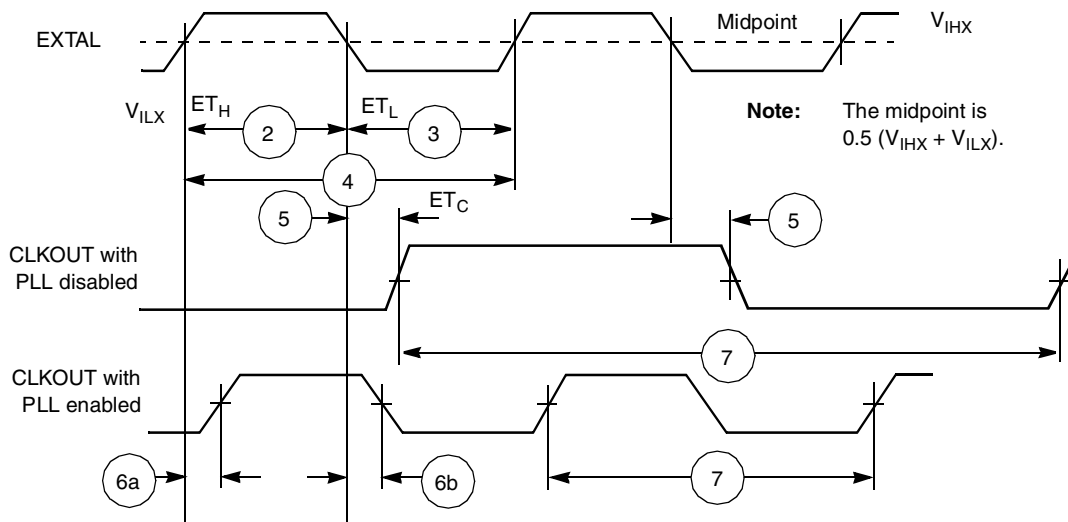 EXTAL
Midpoint
V_IHX
V_ILX
ET_H
ET_L
2
3
Note: The midpoint is
0.5 (V_IHX + V_ILX).
4
ET_C
5
5
CLKOUT with
PLL disabled
7
CLKOUT with
PLL enabled
6a
6b
7